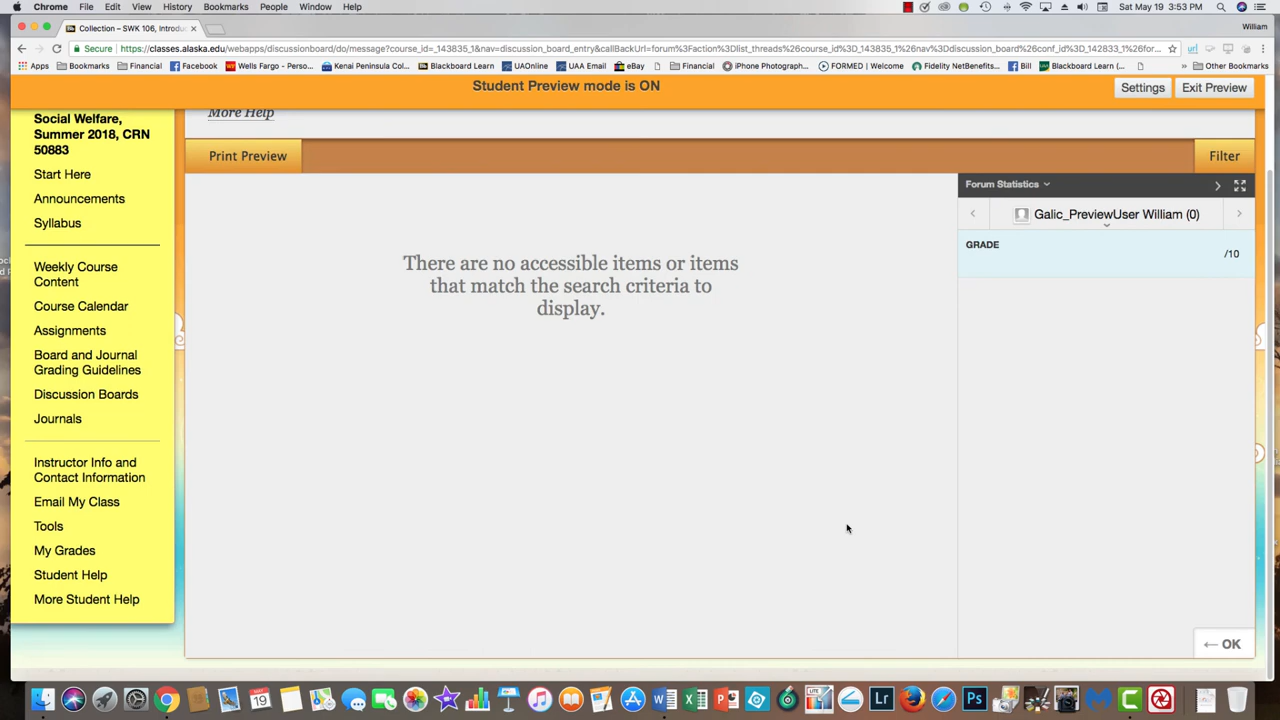 Chrome File Edit View History Bookmarks People Window Help Sat May 19 3:53 PM
Collection – SWK 106, Introdu William
Secure https://classes.alaska.edu/webapps/discussionboard/do/message?course_id=_143835_1&nav=discussion_board_entry&callBackUrl=forum%3Faction%3Dlist_threads%26course_id%3D_143835_1%26nav%3Ddiscussion_board%26conf_id%3D_142833_1%26for...
Apps Bookmarks Financial Facebook Wells Fargo - Perso... Kenai Peninsula Col... Blackboard Learn UAOnline UAA Email eBay Financial iPhone Photograph... FORMED | Welcome Fidelity NetBenefits... Bill Blackboard Learn (... » Other Bookmarks
Student Preview mode is ON Settings Exit Preview
Social Welfare,
Summer 2018, CRN
50883
Start Here
Announcements
Syllabus
Weekly Course
Content
Course Calendar
Assignments
Board and Journal
Grading Guidelines
Discussion Boards
Journals
Instructor Info and
Contact Information
Email My Class
Tools
My Grades
Student Help
More Student Help
More Help
Print Preview Filter
There are no accessible items or items
that match the search criteria to
display.
Forum Statistics
Galic_PreviewUser William (0)
GRADE
/10
← OK